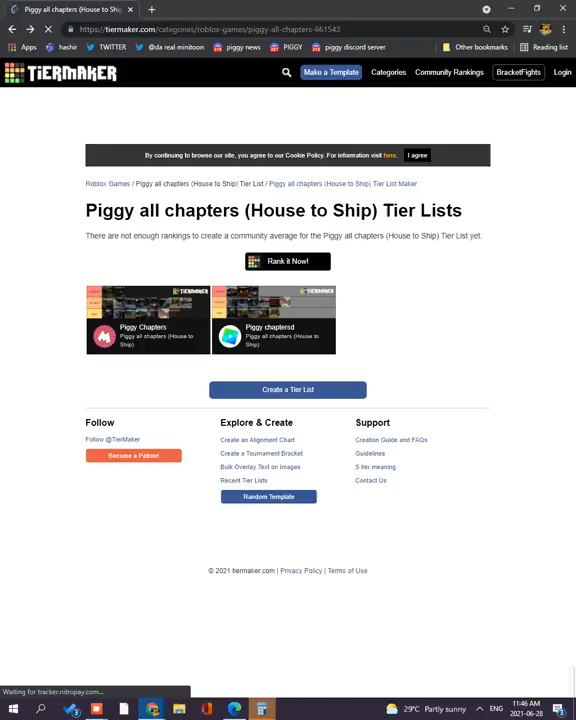 Piggy all chapters (House to Ship
https://tiermaker.com/categories/roblox-games/piggy-all-chapters-661543
Apps hashir TWITTER @da real minitoon piggy news PIGGY piggy discord server Other bookmarks Reading list
TIERMAKER Make a Template Categories Community Rankings BracketFights Login
By continuing to browse our site, you agree to our Cookie Policy. For information visit here. I agree
Roblox Games / Piggy all chapters (House to Ship) Tier List / Piggy all chapters (House to Ship) Tier List Maker
Piggy all chapters (House to Ship) Tier Lists
There are not enough rankings to create a community average for the Piggy all chapters (House to Ship) Tier List yet.
Rank it Now!
TIERMAKER TIERMAKER
Piggy Chapters
Piggy all chapters (House to
Ship)
Piggy chaptersd
Piggy all chapters (House to
Ship)
Create a Tier List
Follow
Follow @TierMaker
Become a Patron!
Explore & Create
Create an Alignment Chart
Create a Tournament Bracket
Bulk Overlay Text on Images
Recent Tier Lists
Random Template
Support
Creation Guide and FAQs
Guidelines
S tier meaning
Contact Us
© 2021 tiermaker.com | Privacy Policy | Terms of Use
Waiting for tracker.nitropay.com...
29°C Partly sunny ENG 11:46 AM
2021-06-28